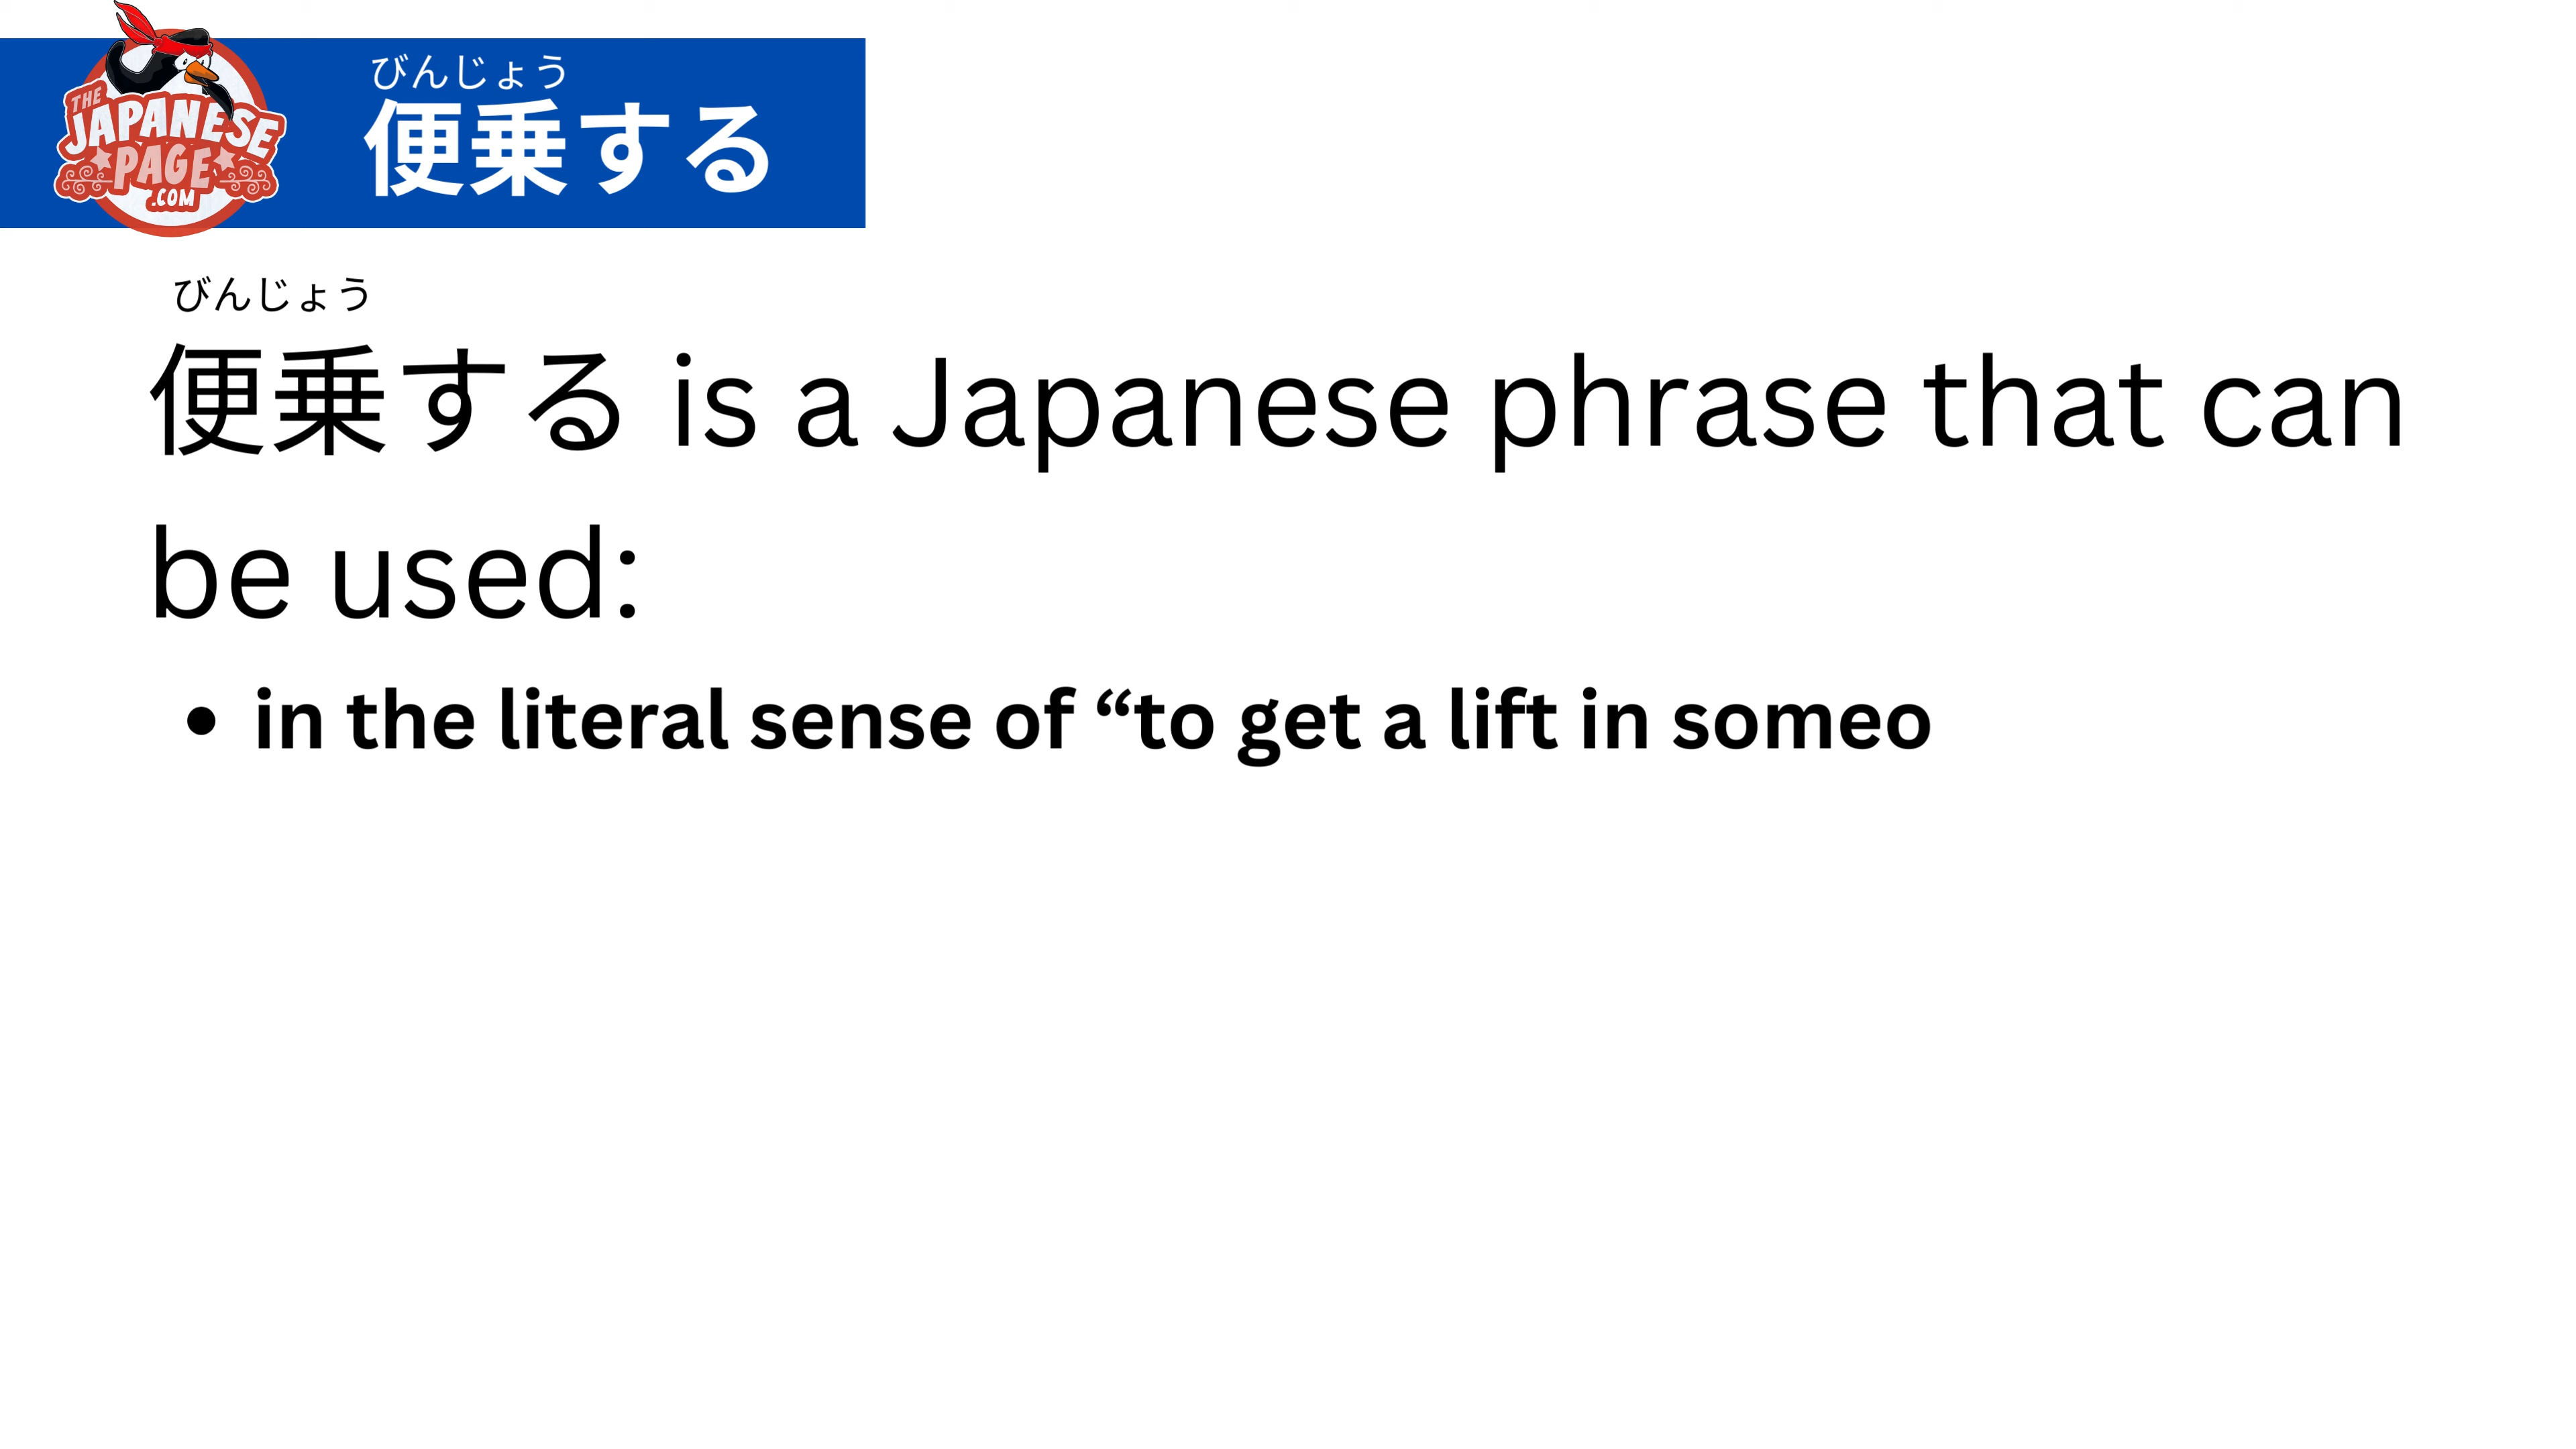 THE
JAPANESE
PAGE
.COM
びんじょう
便乗する
びんじょう
便乗する is a Japanese phrase that can
be used:
• in the literal sense of “to get a lift in someo